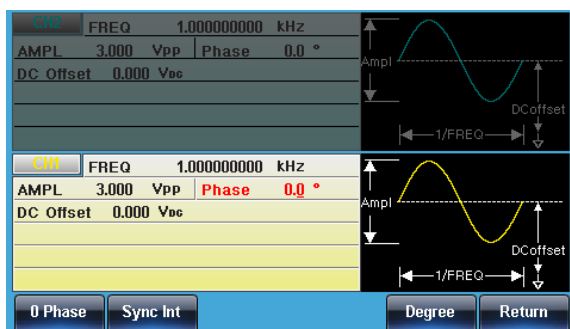 CH2 FREQ 1.000000000 kHz
AMPL 3.000 Vpp Phase 0.0 °
DC Offset 0.000 VDC
Ampl
DCoffset
1/FREQ
CH1 FREQ 1.000000000 kHz
AMPL 3.000 Vpp Phase 0.0 °
DC Offset 0.000 VDC
Ampl
DCoffset
1/FREQ
0 Phase Sync Int Degree Return